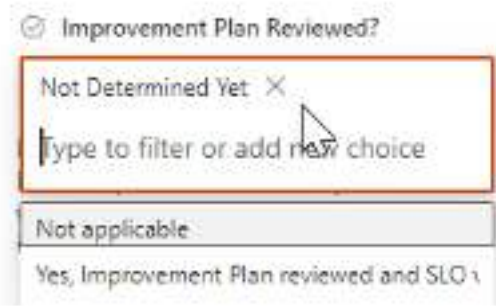 Improvement Plan Reviewed?
Not Determined Yet
Type to filter or add new choice
Not applicable
Yes, Improvement Plan reviewed and SLO